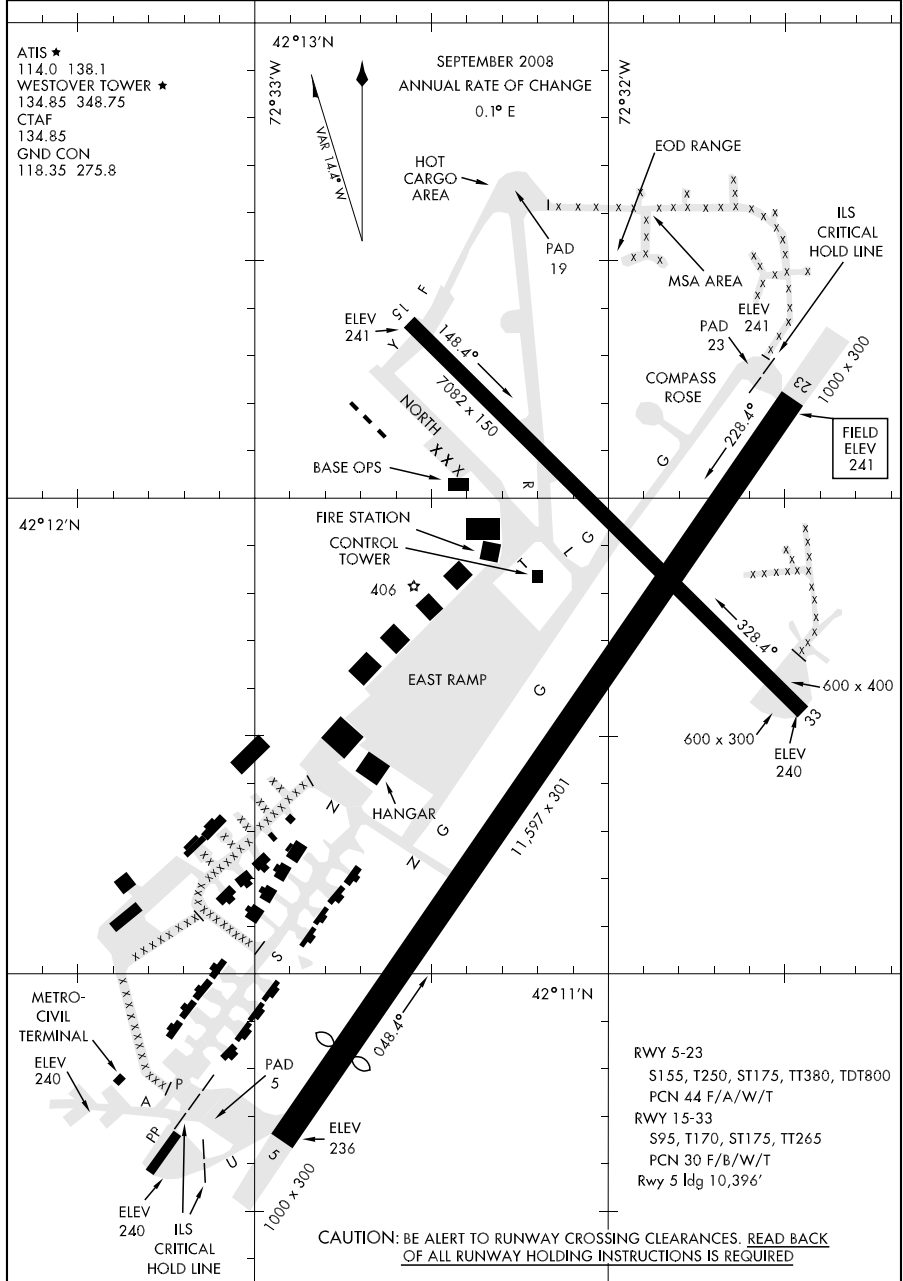 ATIS ★
114.0 138.1
WESTOVER TOWER ★
134.85 348.75
CTAF
134.85
GND CON
118.35 275.8
42°13'N
72°33'W
VAR 14.4° W
SEPTEMBER 2008
ANNUAL RATE OF CHANGE
0.1° E
72°32'W
HOT
CARGO
AREA
PAD
19
EOD RANGE
MSA AREA
ILS
CRITICAL
HOLD LINE
ELEV
241
PAD
23
COMPASS
ROSE
F
15
ELEV
241
Y
148.4°
7082 x 150
NORTH
X X X
BASE OPS
R
G
228.4°
23
1000 x 300
FIELD
ELEV
241
42°12'N
FIRE STATION
CONTROL
TOWER
406
T
L
G
EAST RAMP
G
328.4°
600 x 400
600 x 300
33
ELEV
240
HANGAR
N
G
N
11,597 x 301
S
42°11'N
METRO-
CIVIL
TERMINAL
ELEV
240
A
P
PP
PAD
5
048.4°
ELEV
236
U
5
1000 x 300
ELEV
240
ILS
CRITICAL
HOLD LINE
RWY 5-23
S155, T250, ST175, TT380, TDT800
PCN 44 F/A/W/T
RWY 15-33
S95, T170, ST175, TT265
PCN 30 F/B/W/T
Rwy 5 ldg 10,396'
CAUTION: BE ALERT TO RUNWAY CROSSING CLEARANCES. READ BACK
OF ALL RUNWAY HOLDING INSTRUCTIONS IS REQUIRED